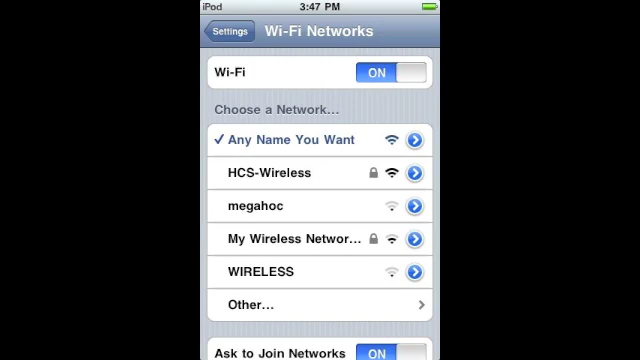 iPod 3:47 PM
Settings Wi-Fi Networks
Wi-Fi ON
Choose a Network...
Any Name You Want
HCS-Wireless
megahoc
My Wireless Networ...
WIRELESS
Other...
Ask to Join Networks ON